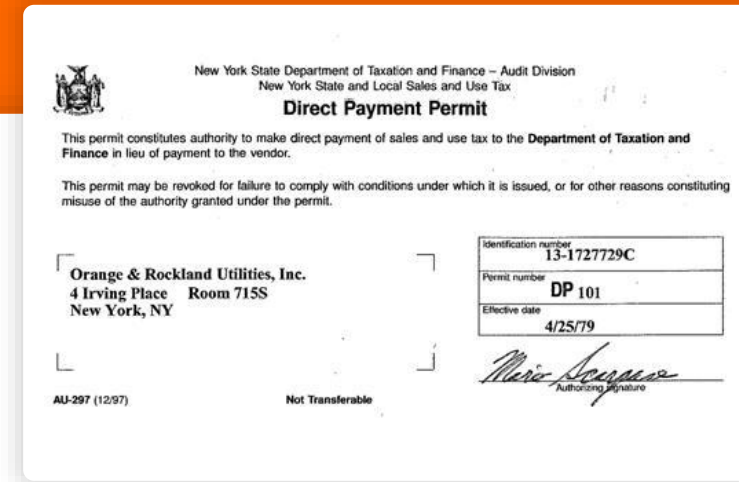 New York State Department of Taxation and Finance – Audit Division
New York State and Local Sales and Use Tax
Direct Payment Permit
This permit constitutes authority to make direct payment of sales and use tax to the Department of Taxation and
Finance in lieu of payment to the vendor.
This permit may be revoked for failure to comply with conditions under which it is issued, or for other reasons constituting
misuse of the authority granted under the permit.
Orange & Rockland Utilities, Inc.
4 Irving Place Room 715S
New York, NY
Identification number
13-1727729C
Permit number
DP 101
Effective date
4/25/79
Authorizing signature
AU-297 (12/97)
Not Transferable